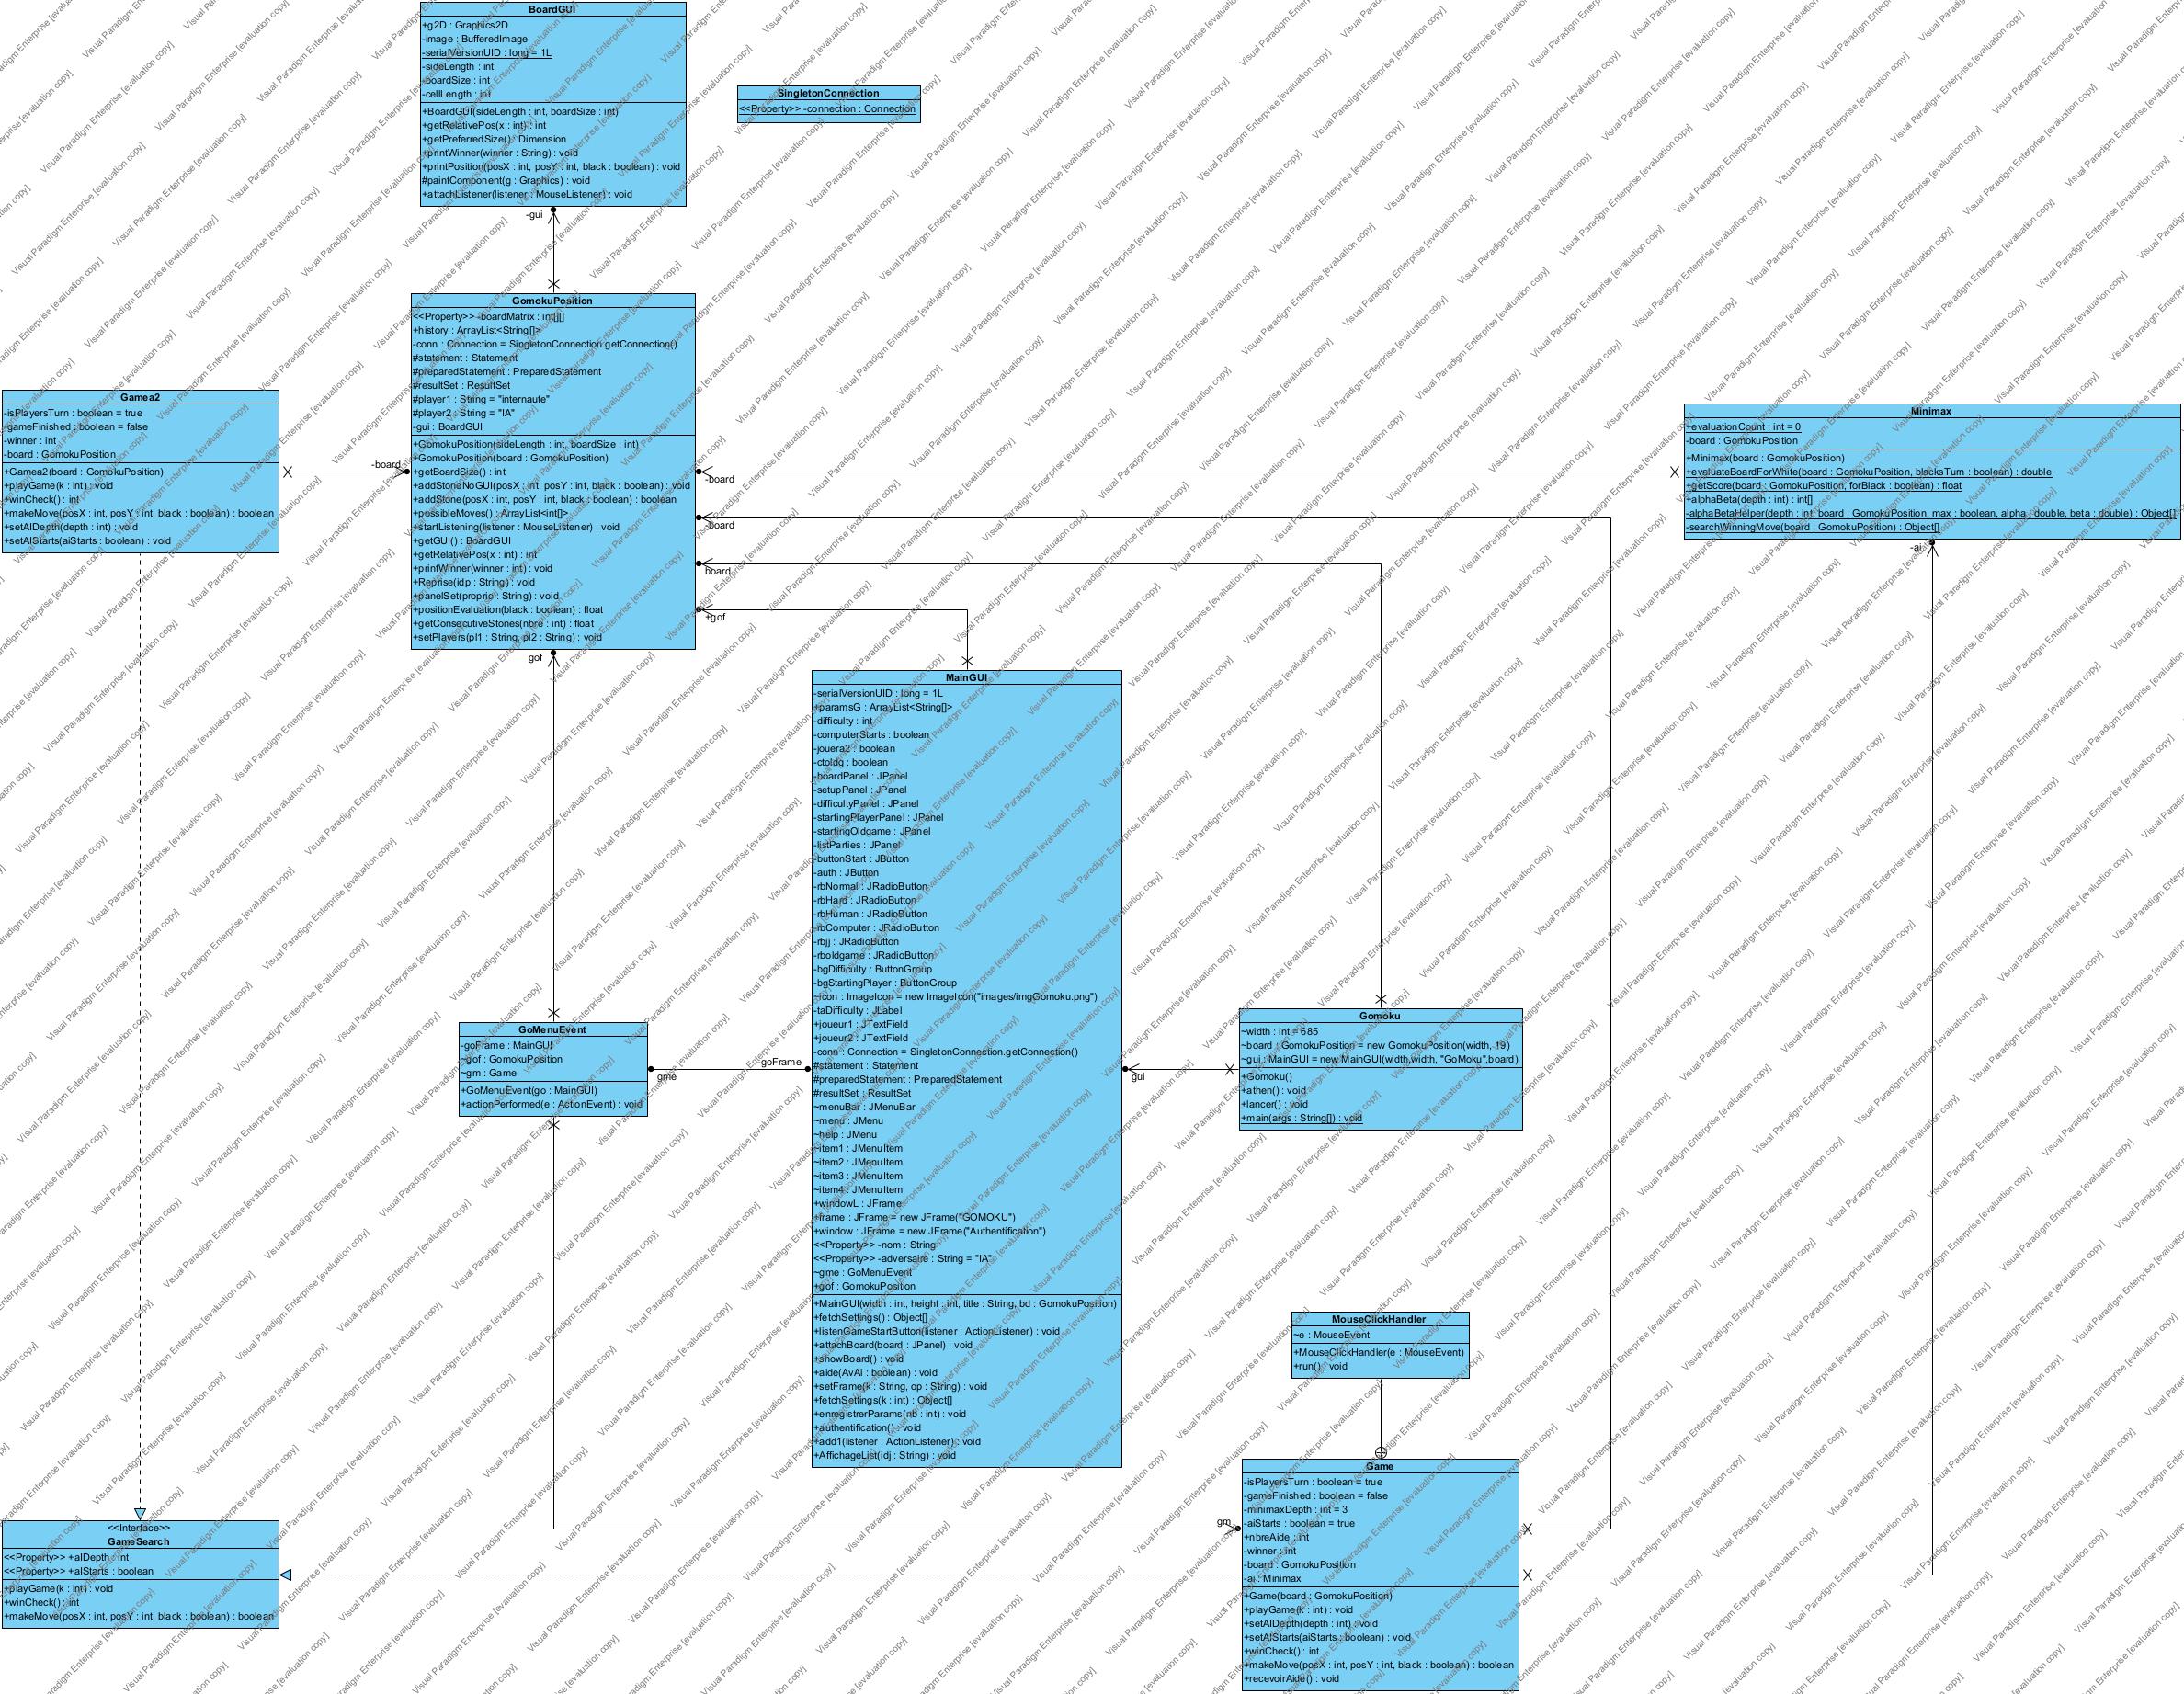 BoardGUI
+g2D : Graphics2D
-image : BufferedImage
-serialVersionUID : long = 1L
-sideLength : int
-boardSize : int
-cellLength : int
+BoardGUI(sideLength : int, boardSize : int)
+getRelativePos(x : int) : int
+getPreferredSize() : Dimension
+printWinner(winner : String) : void
+printPosition(posX : int, posY : int, black : boolean) : void
#paintComponent(g : Graphics) : void
+attachListener(listener : MouseListener) : void
-gui
SingletonConnection
<<Property>> -connection : Connection
GomokuPosition
<<Property>> -boardMatrix : int[][]
+history : ArrayList<String[]>
-conn : Connection = SingletonConnection.getConnection()
#statement : Statement
#preparedStatement : PreparedStatement
#resultSet : ResultSet
#player1 : String = "internaute"
#player2 : String = "IA"
-gui : BoardGUI
+GomokuPosition(sideLength : int, boardSize : int)
+GomokuPosition(board : GomokuPosition)
+getBoardSize() : int
+addStoneNoGUI(posX : int, posY : int, black : boolean) : void
+addStone(posX : int, posY : int, black : boolean) : boolean
+possibleMoves() : ArrayList<int[]>
+startListening(listener : MouseListener) : void
+getGUI() : BoardGUI
+getRelativePos(x : int) : int
+printWinner(winner : int) : void
+Reprise(idp : String) : void
+panelSet(proprio : String) : void
+positionEvaluation(black : boolean) : float
+getConsecutiveStones(nbre : int) : float
+setPlayers(pl1 : String, pl2 : String) : void
Gamea2
-isPlayersTurn : boolean = true
-gameFinished : boolean = false
-winner : int
-board : GomokuPosition
+Gamea2(board : GomokuPosition)
+playGame(k : int) : void
+winCheck() : int
+makeMove(posX : int, posY : int, black : boolean) : boolean
+setAIDepth(depth : int) : void
+setAIStarts(aiStarts : boolean) : void
-board
-board
-board
board
+gof
gof
Minimax
+evaluationCount : int = 0
-board : GomokuPosition
+Minimax(board : GomokuPosition)
+evaluateBoardForWhite(board : GomokuPosition, blacksTurn : boolean) : double
+getScore(board : GomokuPosition, forBlack : boolean) : float
+alphaBeta(depth : int) : int[]
-alphaBetaHelper(depth : int, board : GomokuPosition, max : boolean, alpha : double, beta : double) : Object[]
-searchWinningMove(board : GomokuPosition) : Object[]
-ai
MainGUI
-serialVersionUID : long = 1L
+paramsG : ArrayList<String[]>
-difficulty : int
-computerStarts : boolean
-jouera2 : boolean
-ctoldg : boolean
-boardPanel : JPanel
-setupPanel : JPanel
-difficultyPanel : JPanel
-startingPlayerPanel : JPanel
-startingOldgame : JPanel
-listParties : JPanel
-buttonStart : JButton
-auth : JButton
-rbNormal : JRadioButton
-rbHard : JRadioButton
-rbHuman : JRadioButton
-rbComputer : JRadioButton
-rbjj : JRadioButton
-rboldgame : JRadioButton
-bgDifficulty : ButtonGroup
-bgStartingPlayer : ButtonGroup
~icon : ImageIcon = new ImageIcon("images/imgGomoku.png")
-taDifficulty : JLabel
+joueur1 : JTextField
+joueur2 : JTextField
-conn : Connection = SingletonConnection.getConnection()
#statement : Statement
#preparedStatement : PreparedStatement
#resultSet : ResultSet
~menuBar : JMenuBar
~menu : JMenu
~help : JMenu
~item1 : JMenuItem
~item2 : JMenuItem
~item3 : JMenuItem
~item4 : JMenuItem
+windowL : JFrame
+frame : JFrame = new JFrame("GOMOKU")
+window : JFrame = new JFrame("Authentification")
<<Property>> -nom : String
<<Property>> -adversaire : String = "IA"
~gme : GoMenuEvent
+gof : GomokuPosition
+MainGUI(width : int, height : int, title : String, bd : GomokuPosition)
+fetchSettings() : Object[]
+listenGameStartButton(listener : ActionListener) : void
+attachBoard(board : JPanel) : void
+showBoard() : void
+aide(AvAi : boolean) : void
+setFrame(k : String, op : String) : void
+fetchSettings(k : int) : Object[]
+enregistrerParams(nb : int) : void
+authentification() : void
+add1(listener : ActionListener) : void
+AffichageList(idj : String) : void
GoMenuEvent
-goFrame : MainGUI
~gof : GomokuPosition
~gm : Game
+GoMenuEvent(go : MainGUI)
+actionPerformed(e : ActionEvent) : void
gme
-goFrame
gui
Gomoku
~width : int = 685
~board : GomokuPosition = new GomokuPosition(width, 19)
~gui : MainGUI = new MainGUI(width,width, "GoMoku",board)
+Gomoku()
+athen() : void
+lancer() : void
+main(args : String[]) : void
MouseClickHandler
~e : MouseEvent
+MouseClickHandler(e : MouseEvent)
+run() : void
gm
Game
-isPlayersTurn : boolean = true
-gameFinished : boolean = false
-minimaxDepth : int = 3
-aiStarts : boolean = true
+nbreAide : int
-winner : int
-board : GomokuPosition
-ai : Minimax
+Game(board : GomokuPosition)
+playGame(k : int) : void
+setAIDepth(depth : int) : void
+setAIStarts(aiStarts : boolean) : void
+winCheck() : int
+makeMove(posX : int, posY : int, black : boolean) : boolean
+recevoirAide() : void
<<Interface>>
GameSearch
<<Property>> +aIDepth : int
<<Property>> +aIStarts : boolean
+playGame(k : int) : void
+winCheck() : int
+makeMove(posX : int, posY : int, black : boolean) : boolean
Visual Paradigm Enterprise [evaluation copy]